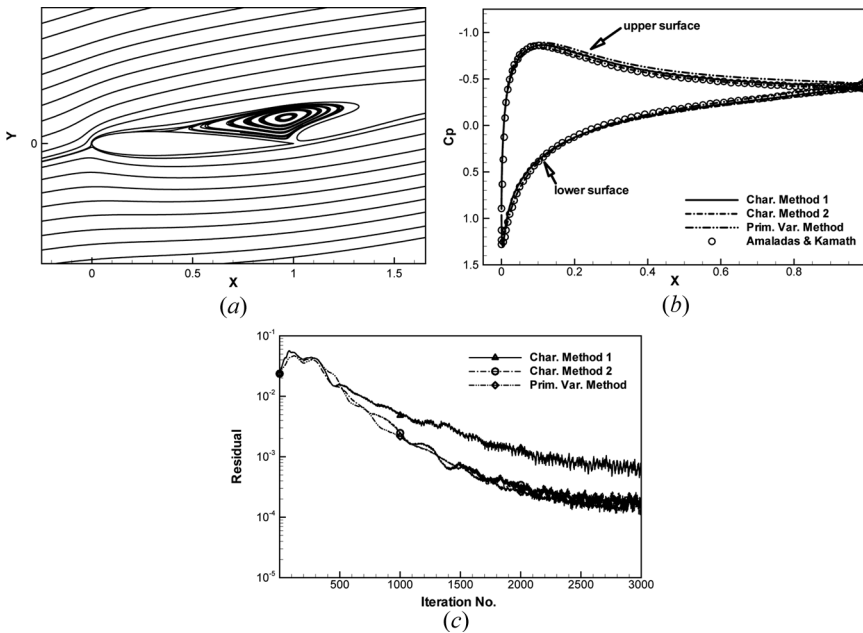 Y
0
0
0.5
1
1.5
X
(a)
-1.0
-0.5
0.0
0.5
1.0
1.5
Cp
upper surface
lower surface
Char. Method 1
Char. Method 2
Prim. Var. Method
Amaladas & Kamath
0
0.2
0.4
0.6
0.8
X
(b)
10-1
10-2
10-3
10-4
10-5
Residual
Char. Method 1
Char. Method 2
Prim. Var. Method
500
1000
1500
2000
2500
3000
Iteration No.
(c)